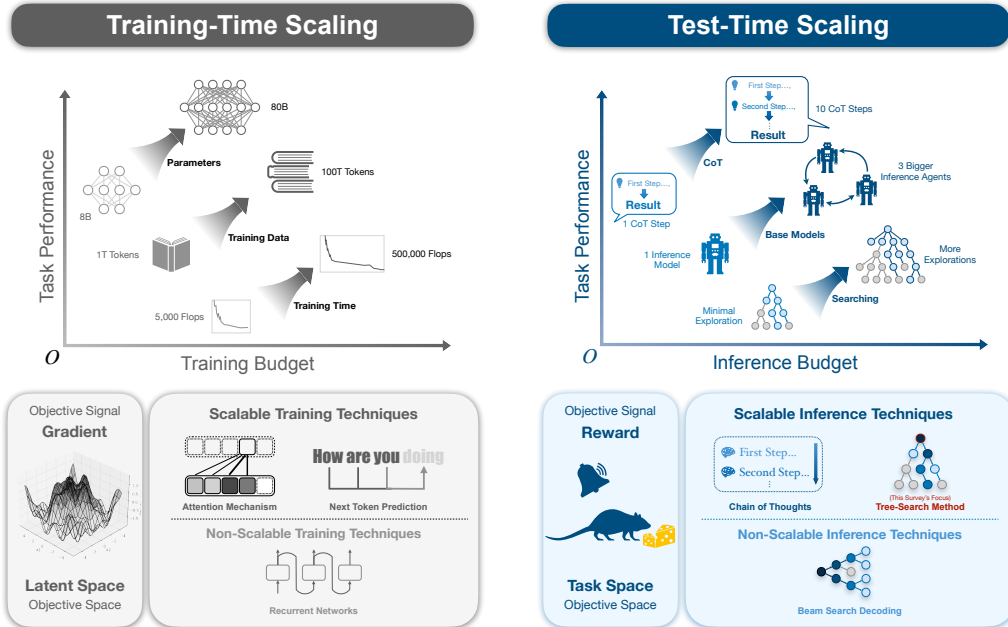 Training-Time Scaling
Task Performance
80B
Parameters
8B
100T Tokens
Training Data
1T Tokens
500,000 Flops
Training Time
5,000 Flops
O
Training Budget
Objective Signal
Gradient
Latent Space
Objective Space
Scalable Training Techniques
Attention Mechanism
How are you doing
Next Token Prediction
Non-Scalable Training Techniques
Recurrent Networks
Test-Time Scaling
Task Performance
First Step...,
Second Step...,
Result
10 CoT Steps
CoT
First Step...,
Result
1 CoT Step
3 Bigger
Inference Agents
Base Models
1 Inference
Model
More
Explorations
Searching
Minimal
Exploration
O
Inference Budget
Objective Signal
Reward
Task Space
Objective Space
Scalable Inference Techniques
First Step...
Second Step...
Chain of Thoughts
(This Survey's Focus)
Tree-Search Method
Non-Scalable Inference Techniques
Beam Search Decoding